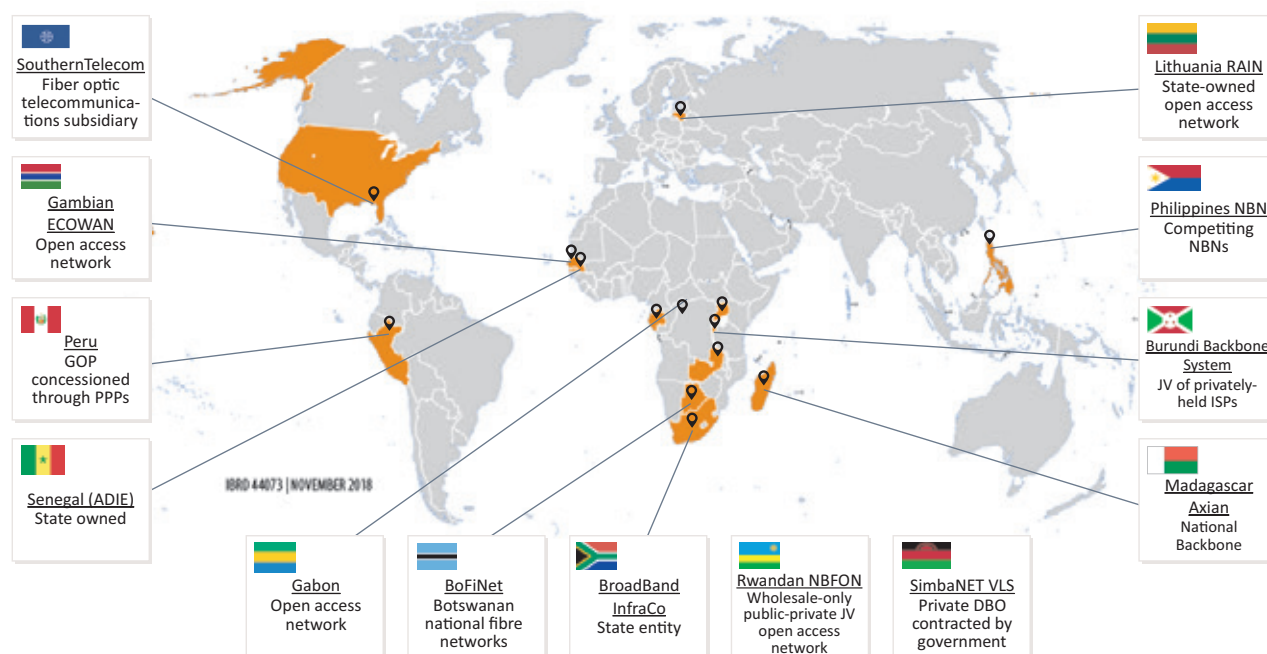 SouthernTelecom
Fiber optic
telecommunica-
tions subsidiary
Gambian
ECOWAN
Open access
network
Peru
GOP
concessioned
through PPPs
Senegal (ADIE)
State owned
IBRD 44073 | NOVEMBER 2018
Gabon
Open access
network
BoFiNet
Botswanan
national fibre
networks
BroadBand
InfraCo
State entity
Rwandan NBFON
Wholesale-only
public-private JV
open access
network
SimbaNET VLS
Private DBO
contracted by
government
Lithuania RAIN
State-owned
open access
network
Philippines NBN
Competing
NBNs
Burundi Backbone
System
JV of privately-
held ISPs
Madagascar
Axian
National
Backbone